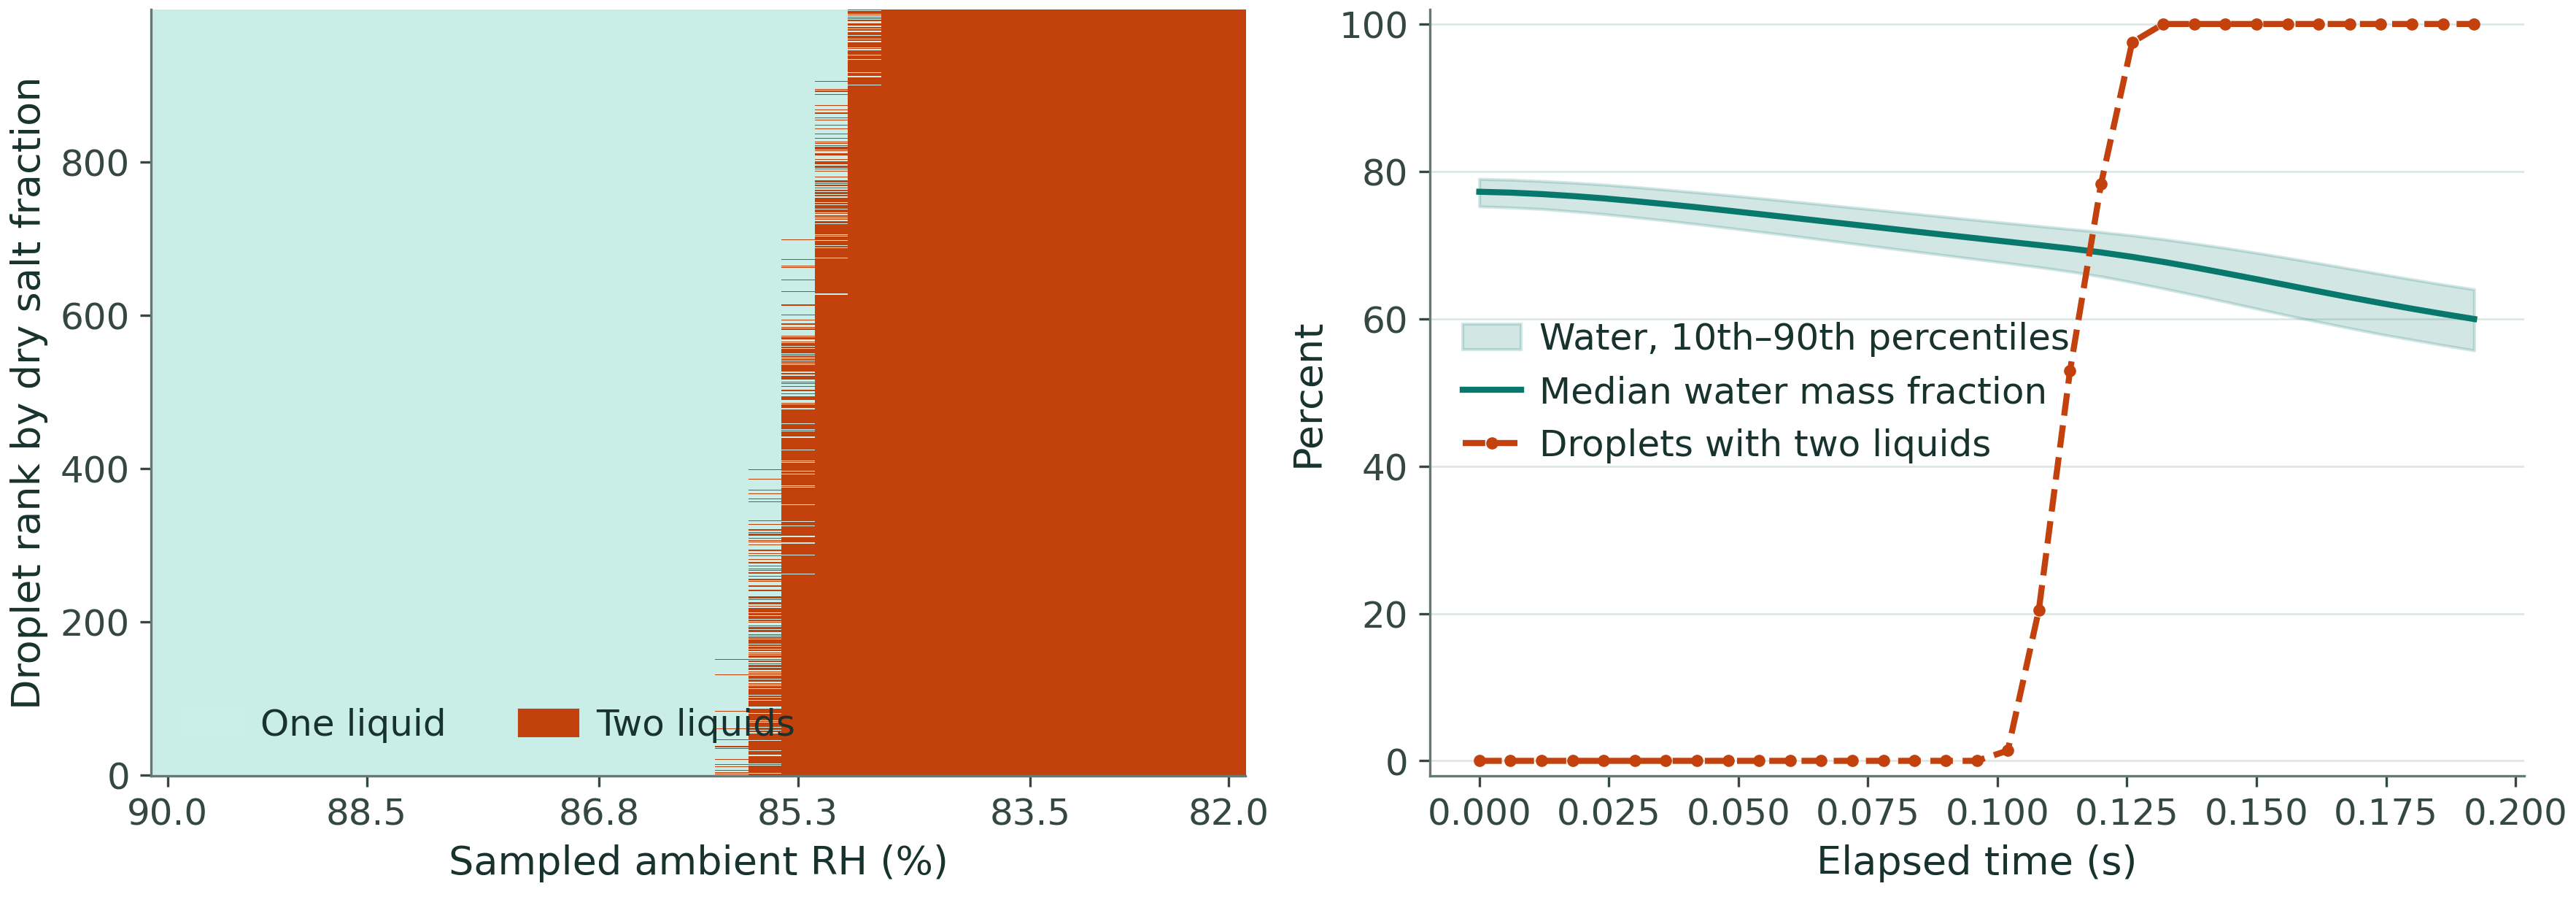 Droplet rank by dry salt fraction
800
600
400
200
0
One liquid
Two liquids
90.0 88.5 86.8 85.3 83.5 82.0
Sampled ambient RH (%)
Percent
100
80
60
40
20
0
Water, 10th–90th percentiles
Median water mass fraction
Droplets with two liquids
0.000 0.025 0.050 0.075 0.100 0.125 0.150 0.175 0.200
Elapsed time (s)